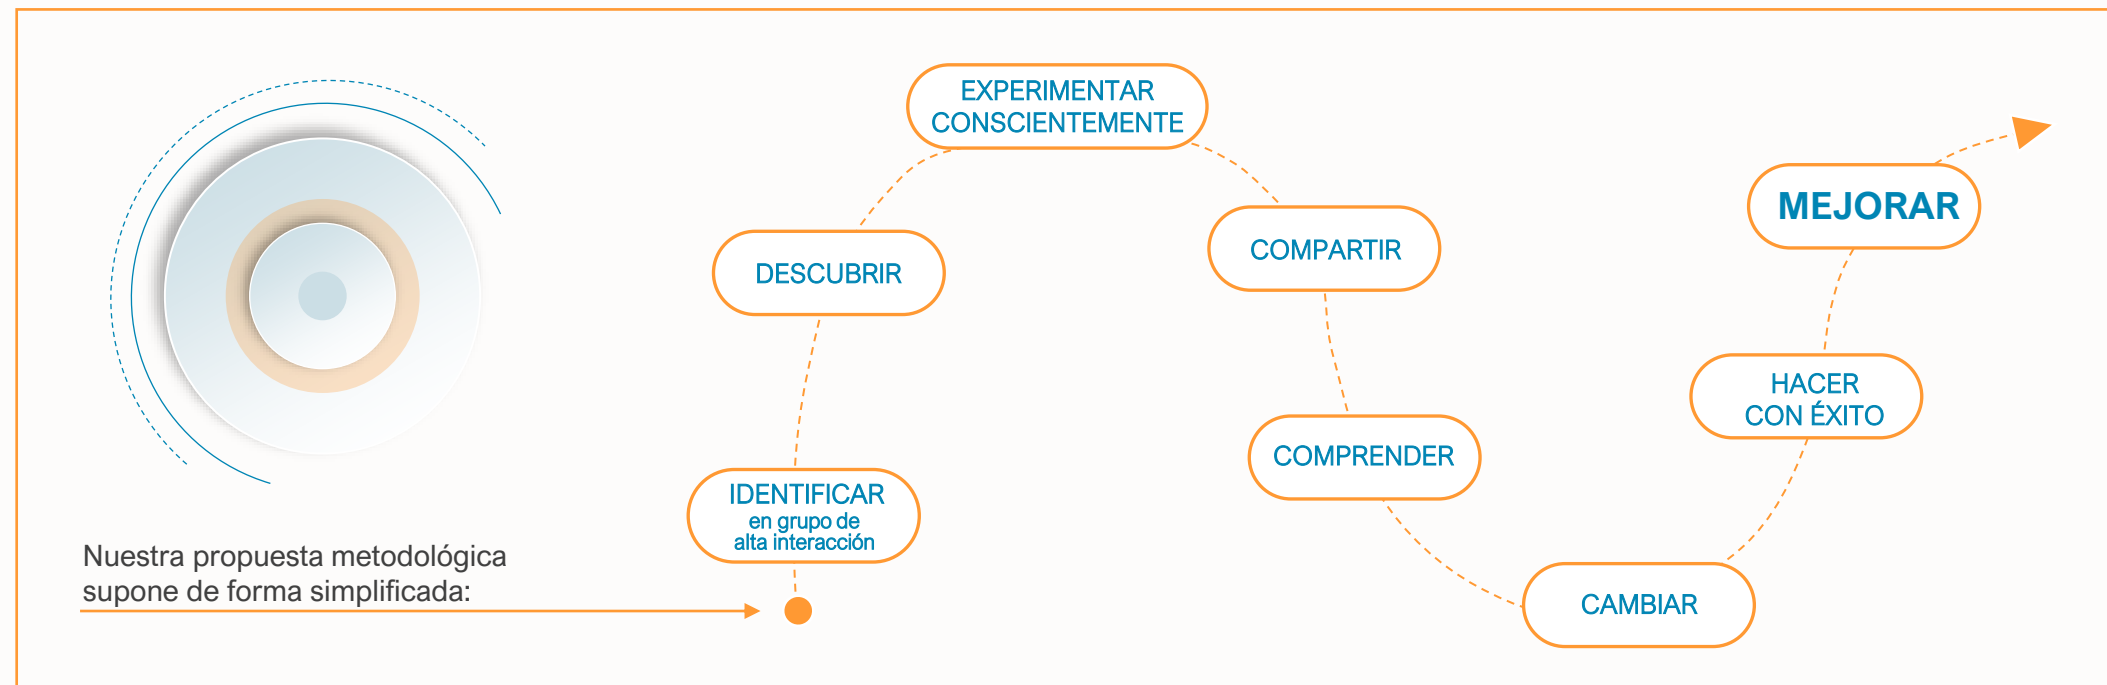 Nuestra propuesta metodológica
supone de forma simplificada:
IDENTIFICAR
en grupo de
alta interacción
DESCUBRIR
EXPERIMENTAR
CONSCIENTEMENTE
COMPARTIR
COMPRENDER
CAMBIAR
HACER
CON ÉXITO
MEJORAR